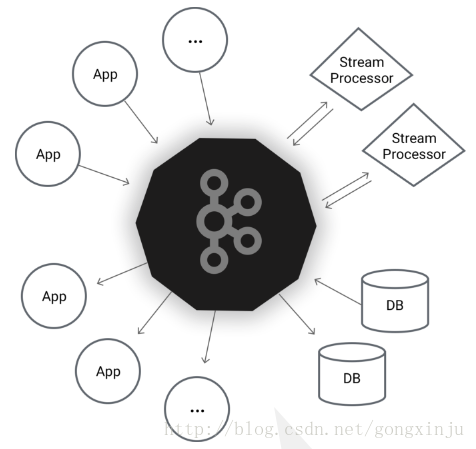 ...
App
App
Stream
Processor
Stream
Processor
App
App
...
DB
DB
http://blog.csdn.net/gongxinju